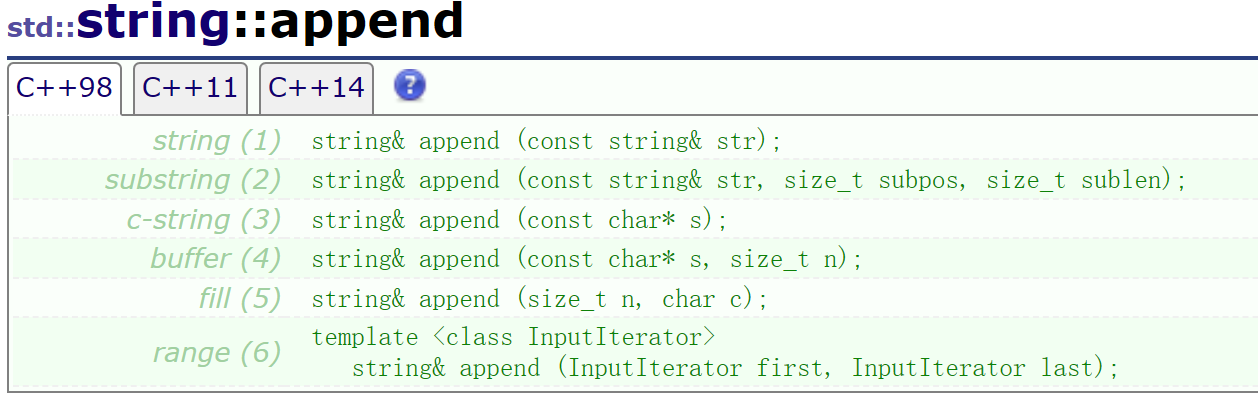 std::string::append
C++98 C++11 C++14 ?
string (1) string& append (const string& str);
substring (2) string& append (const string& str, size_t subpos, size_t sublen);
c-string (3) string& append (const char* s);
buffer (4) string& append (const char* s, size_t n);
fill (5) string& append (size_t n, char c);
range (6) template <class InputIterator>
string& append (InputIterator first, InputIterator last);